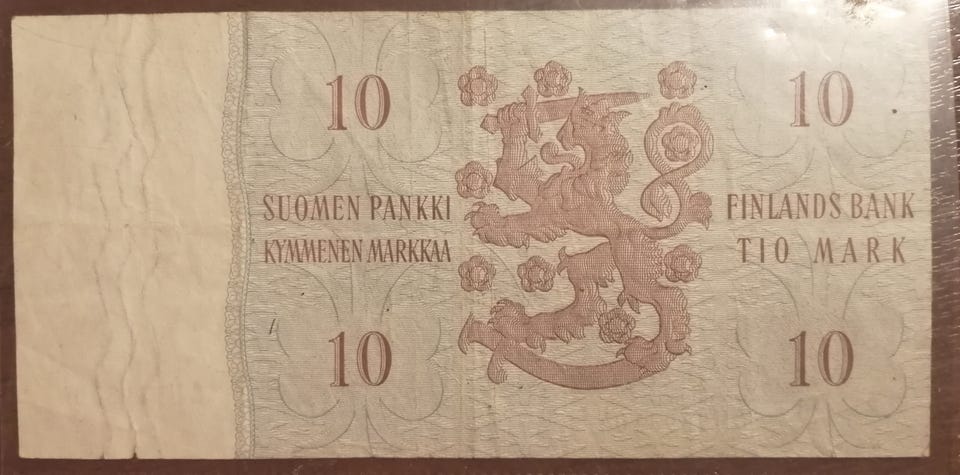 10
10
SUOMEN PANKKI
KYMMENEN MARKKAA
FINLANDS BANK
TIO MARK
10
10